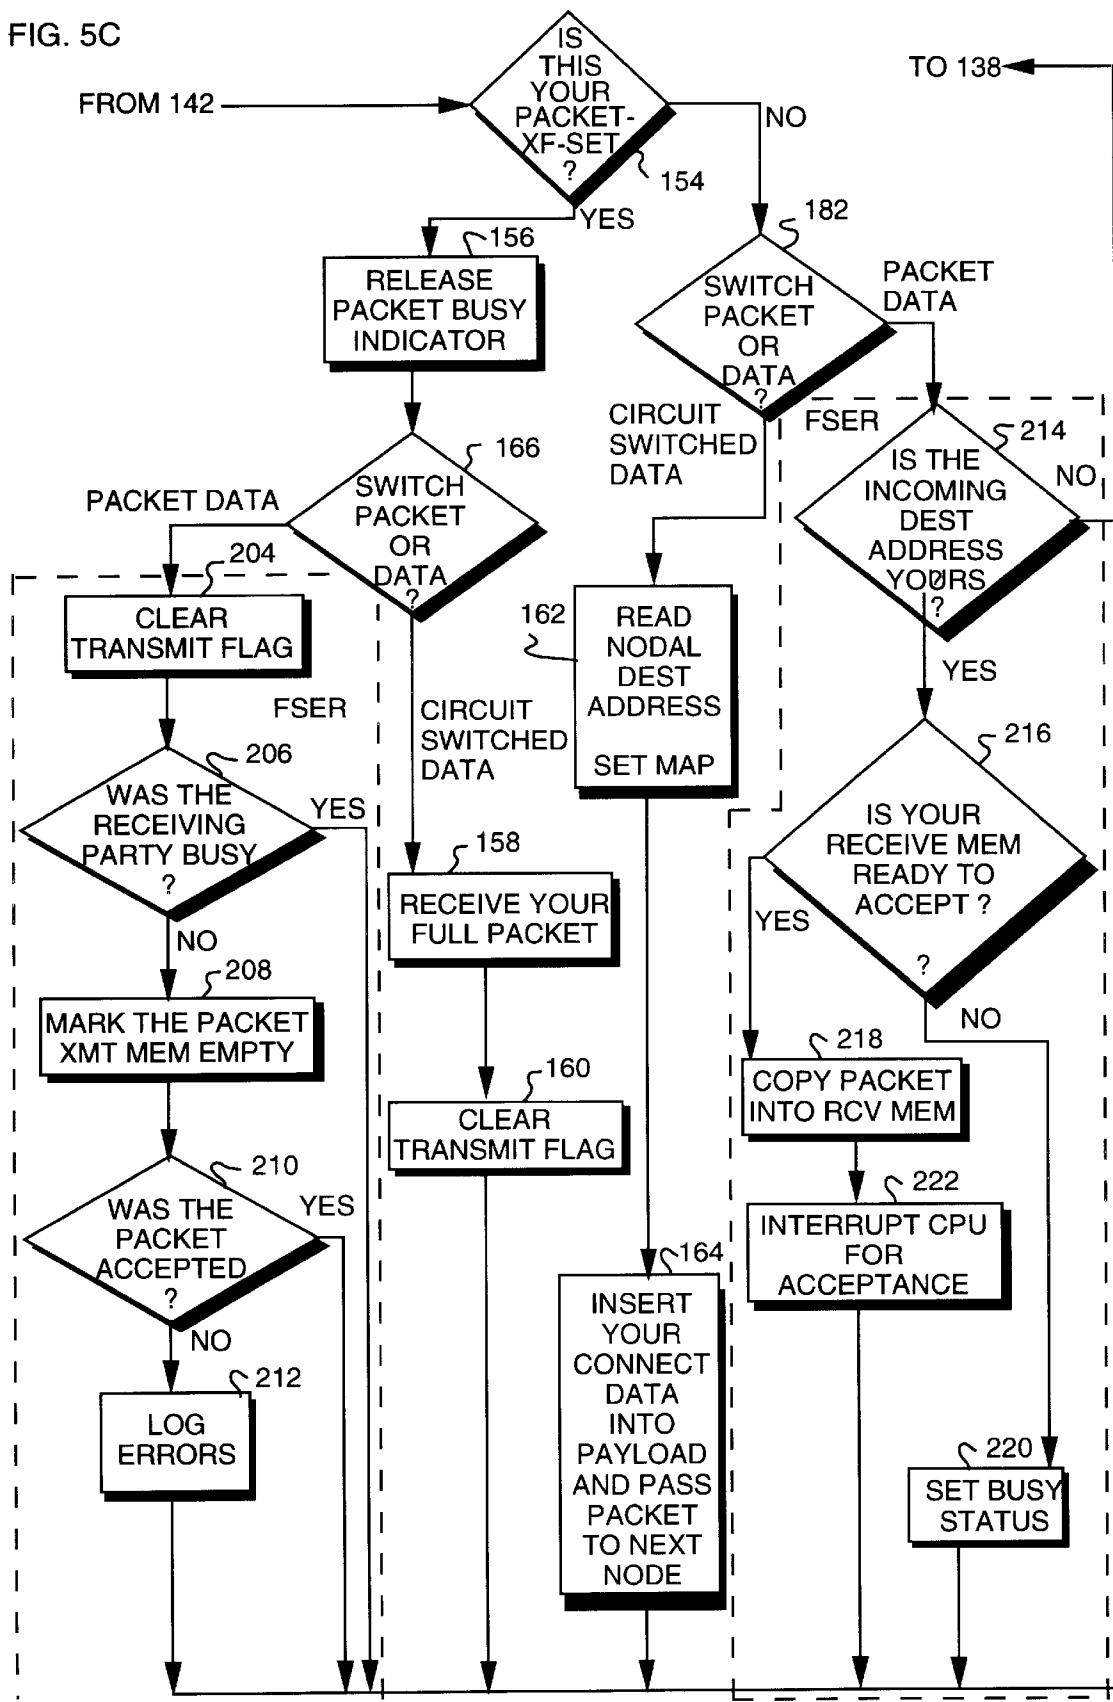 FIG. 5C
FROM 142
IS
THIS
YOUR
PACKET-
XF-SET
?
154
NO
TO 138
YES
156
RELEASE
PACKET BUSY
INDICATOR
182
SWITCH
PACKET
OR
DATA
?
PACKET
DATA
166
SWITCH
PACKET
OR
DATA
?
PACKET DATA
CIRCUIT
SWITCHED
DATA
FSER
214
IS THE
INCOMING
DEST
ADDRESS
YOURS
?
?
NO
YES
204
CLEAR
TRANSMIT FLAG
FSER
206
WAS THE
RECEIVING
PARTY BUSY
?
YES
NO
208
MARK THE PACKET
XMT MEM EMPTY
210
WAS THE
PACKET
ACCEPTED
?
YES
NO
212
LOG
ERRORS
CIRCUIT
SWITCHED
DATA
158
RECEIVE YOUR
FULL PACKET
160
CLEAR
TRANSMIT FLAG
162
READ
NODAL
DEST
ADDRESS
SET MAP
164
INSERT
YOUR
CONNECT
DATA
INTO
PAYLOAD
AND PASS
PACKET
TO NEXT
NODE
216
IS YOUR
RECEIVE MEM
READY TO
ACCEPT ?
?
YES
NO
218
COPY PACKET
INTO RCV MEM
222
INTERRUPT CPU
FOR
ACCEPTANCE
220
SET BUSY
STATUS